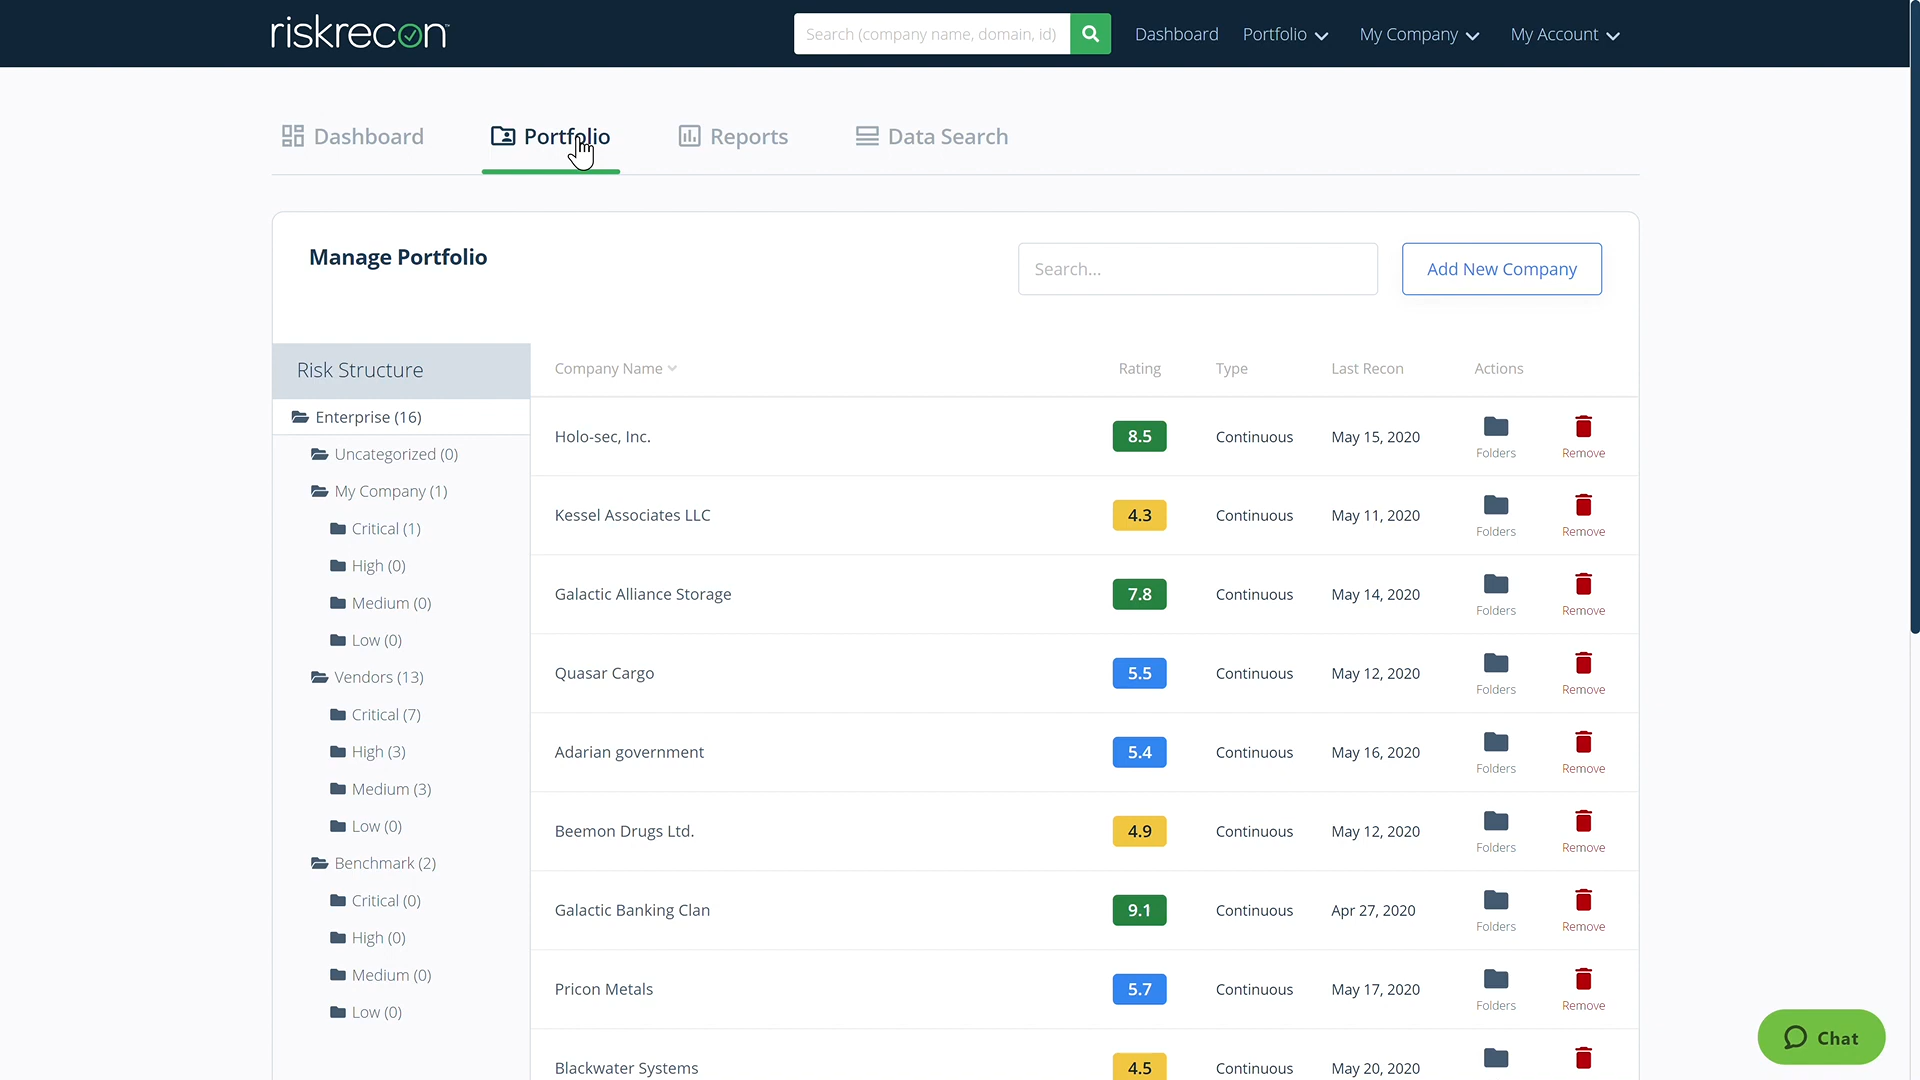 riskrecon
Search (company name, domain, id)
Dashboard
Portfolio
My Company
My Account
Dashboard
Portfolio
Reports
Data Search
Manage Portfolio
Search...
Add New Company
Risk Structure
Enterprise (16)
Uncategorized (0)
My Company (1)
Critical (1)
High (0)
Medium (0)
Low (0)
Vendors (13)
Critical (7)
High (3)
Medium (3)
Low (0)
Benchmark (2)
Critical (0)
High (0)
Medium (0)
Low (0)
Company Name Rating Type Last Recon Actions
Holo-sec, Inc. 8.5 Continuous May 15, 2020 Folders Remove
Kessel Associates LLC 4.3 Continuous May 11, 2020 Folders Remove
Galactic Alliance Storage 7.8 Continuous May 14, 2020 Folders Remove
Quasar Cargo 5.5 Continuous May 12, 2020 Folders Remove
Adarian government 5.4 Continuous May 16, 2020 Folders Remove
Beemon Drugs Ltd. 4.9 Continuous May 12, 2020 Folders Remove
Galactic Banking Clan 9.1 Continuous Apr 27, 2020 Folders Remove
Pricon Metals 5.7 Continuous May 17, 2020 Folders Remove
Blackwater Systems 4.5 Continuous May 20, 2020
Chat